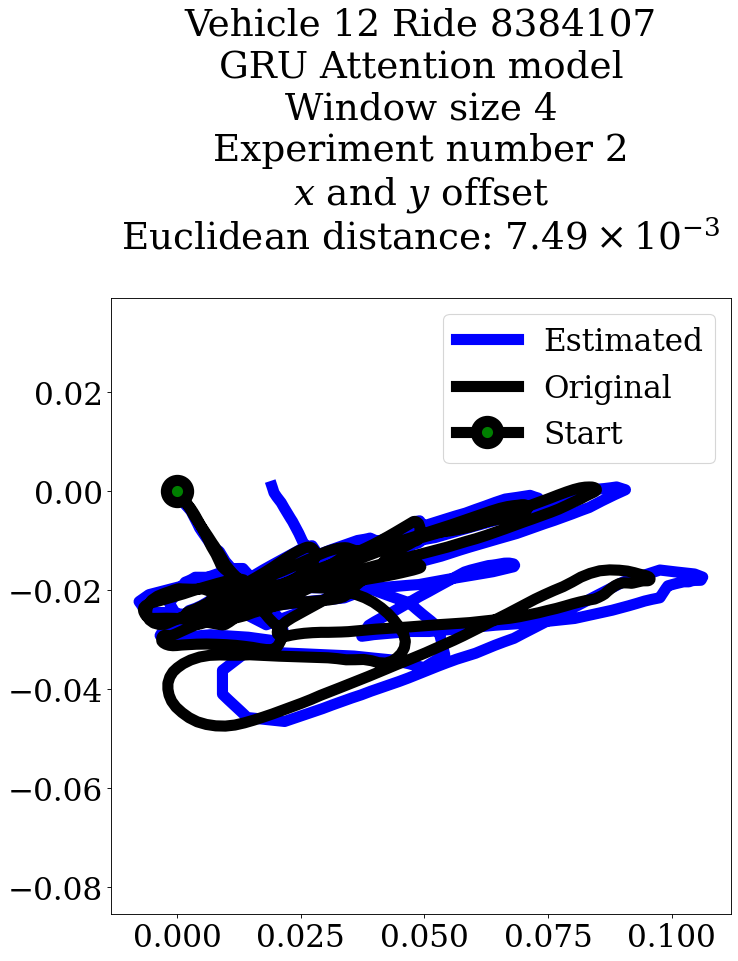 Vehicle 12 Ride 8384107
GRU Attention model
Window size 4
Experiment number 2
x and y offset
Euclidean distance: 7.49 × 10⁻³
Estimated
Original
Start
0.02
0.00
−0.02
−0.04
−0.06
−0.08
0.000 0.025 0.050 0.075 0.100